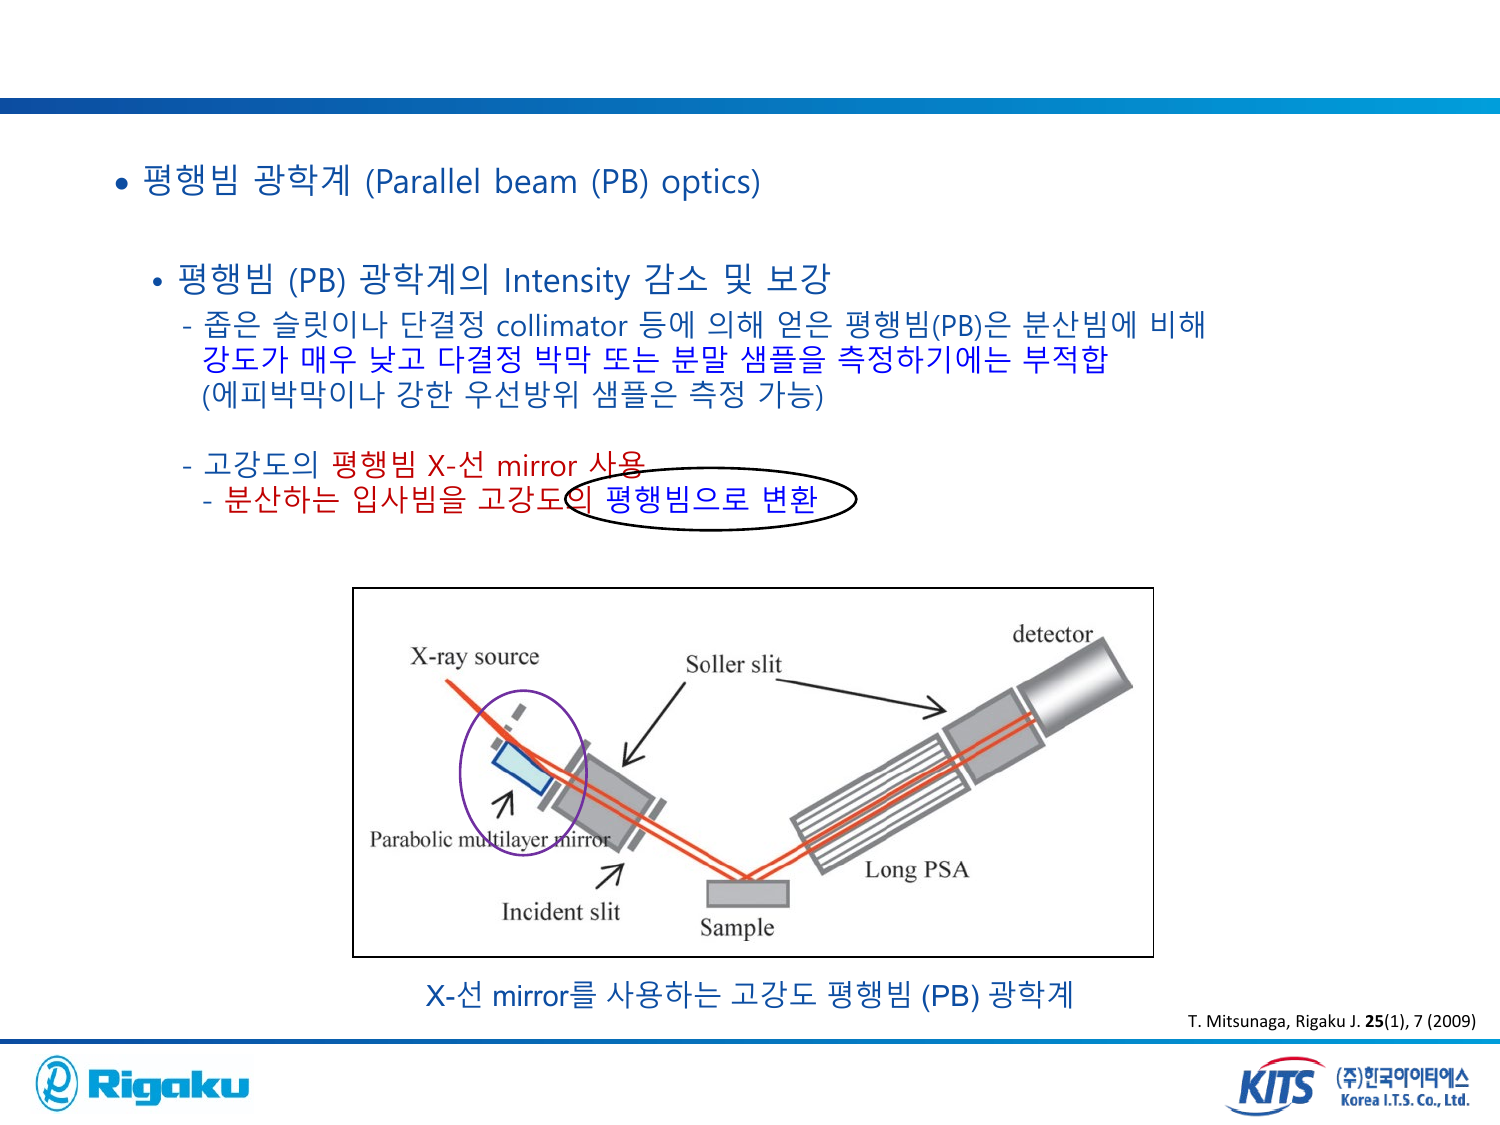 • 평행빔 광학계 (Parallel beam (PB) optics)
• 평행빔 (PB) 광학계의 Intensity 감소 및 보강
- 좁은 슬릿이나 단결정 collimator 등에 의해 얻은 평행빔(PB)은 분산빔에 비해
강도가 매우 낮고 다결정 박막 또는 분말 샘플을 측정하기에는 부적합
(에피박막이나 강한 우선방위 샘플은 측정 가능)
- 고강도의 평행빔 X-선 mirror 사용
- 분산하는 입사빔을 고강도의 평행빔으로 변환
detector
X-ray source
Soller slit
Parabolic multilayer mirror
Long PSA
Incident slit
Sample
X-선 mirror를 사용하는 고강도 평행빔 (PB) 광학계
T. Mitsunaga, Rigaku J. 25(1), 7 (2009)
Rigaku
KITS
(주)한국아이티에스
Korea I.T.S. Co., Ltd.